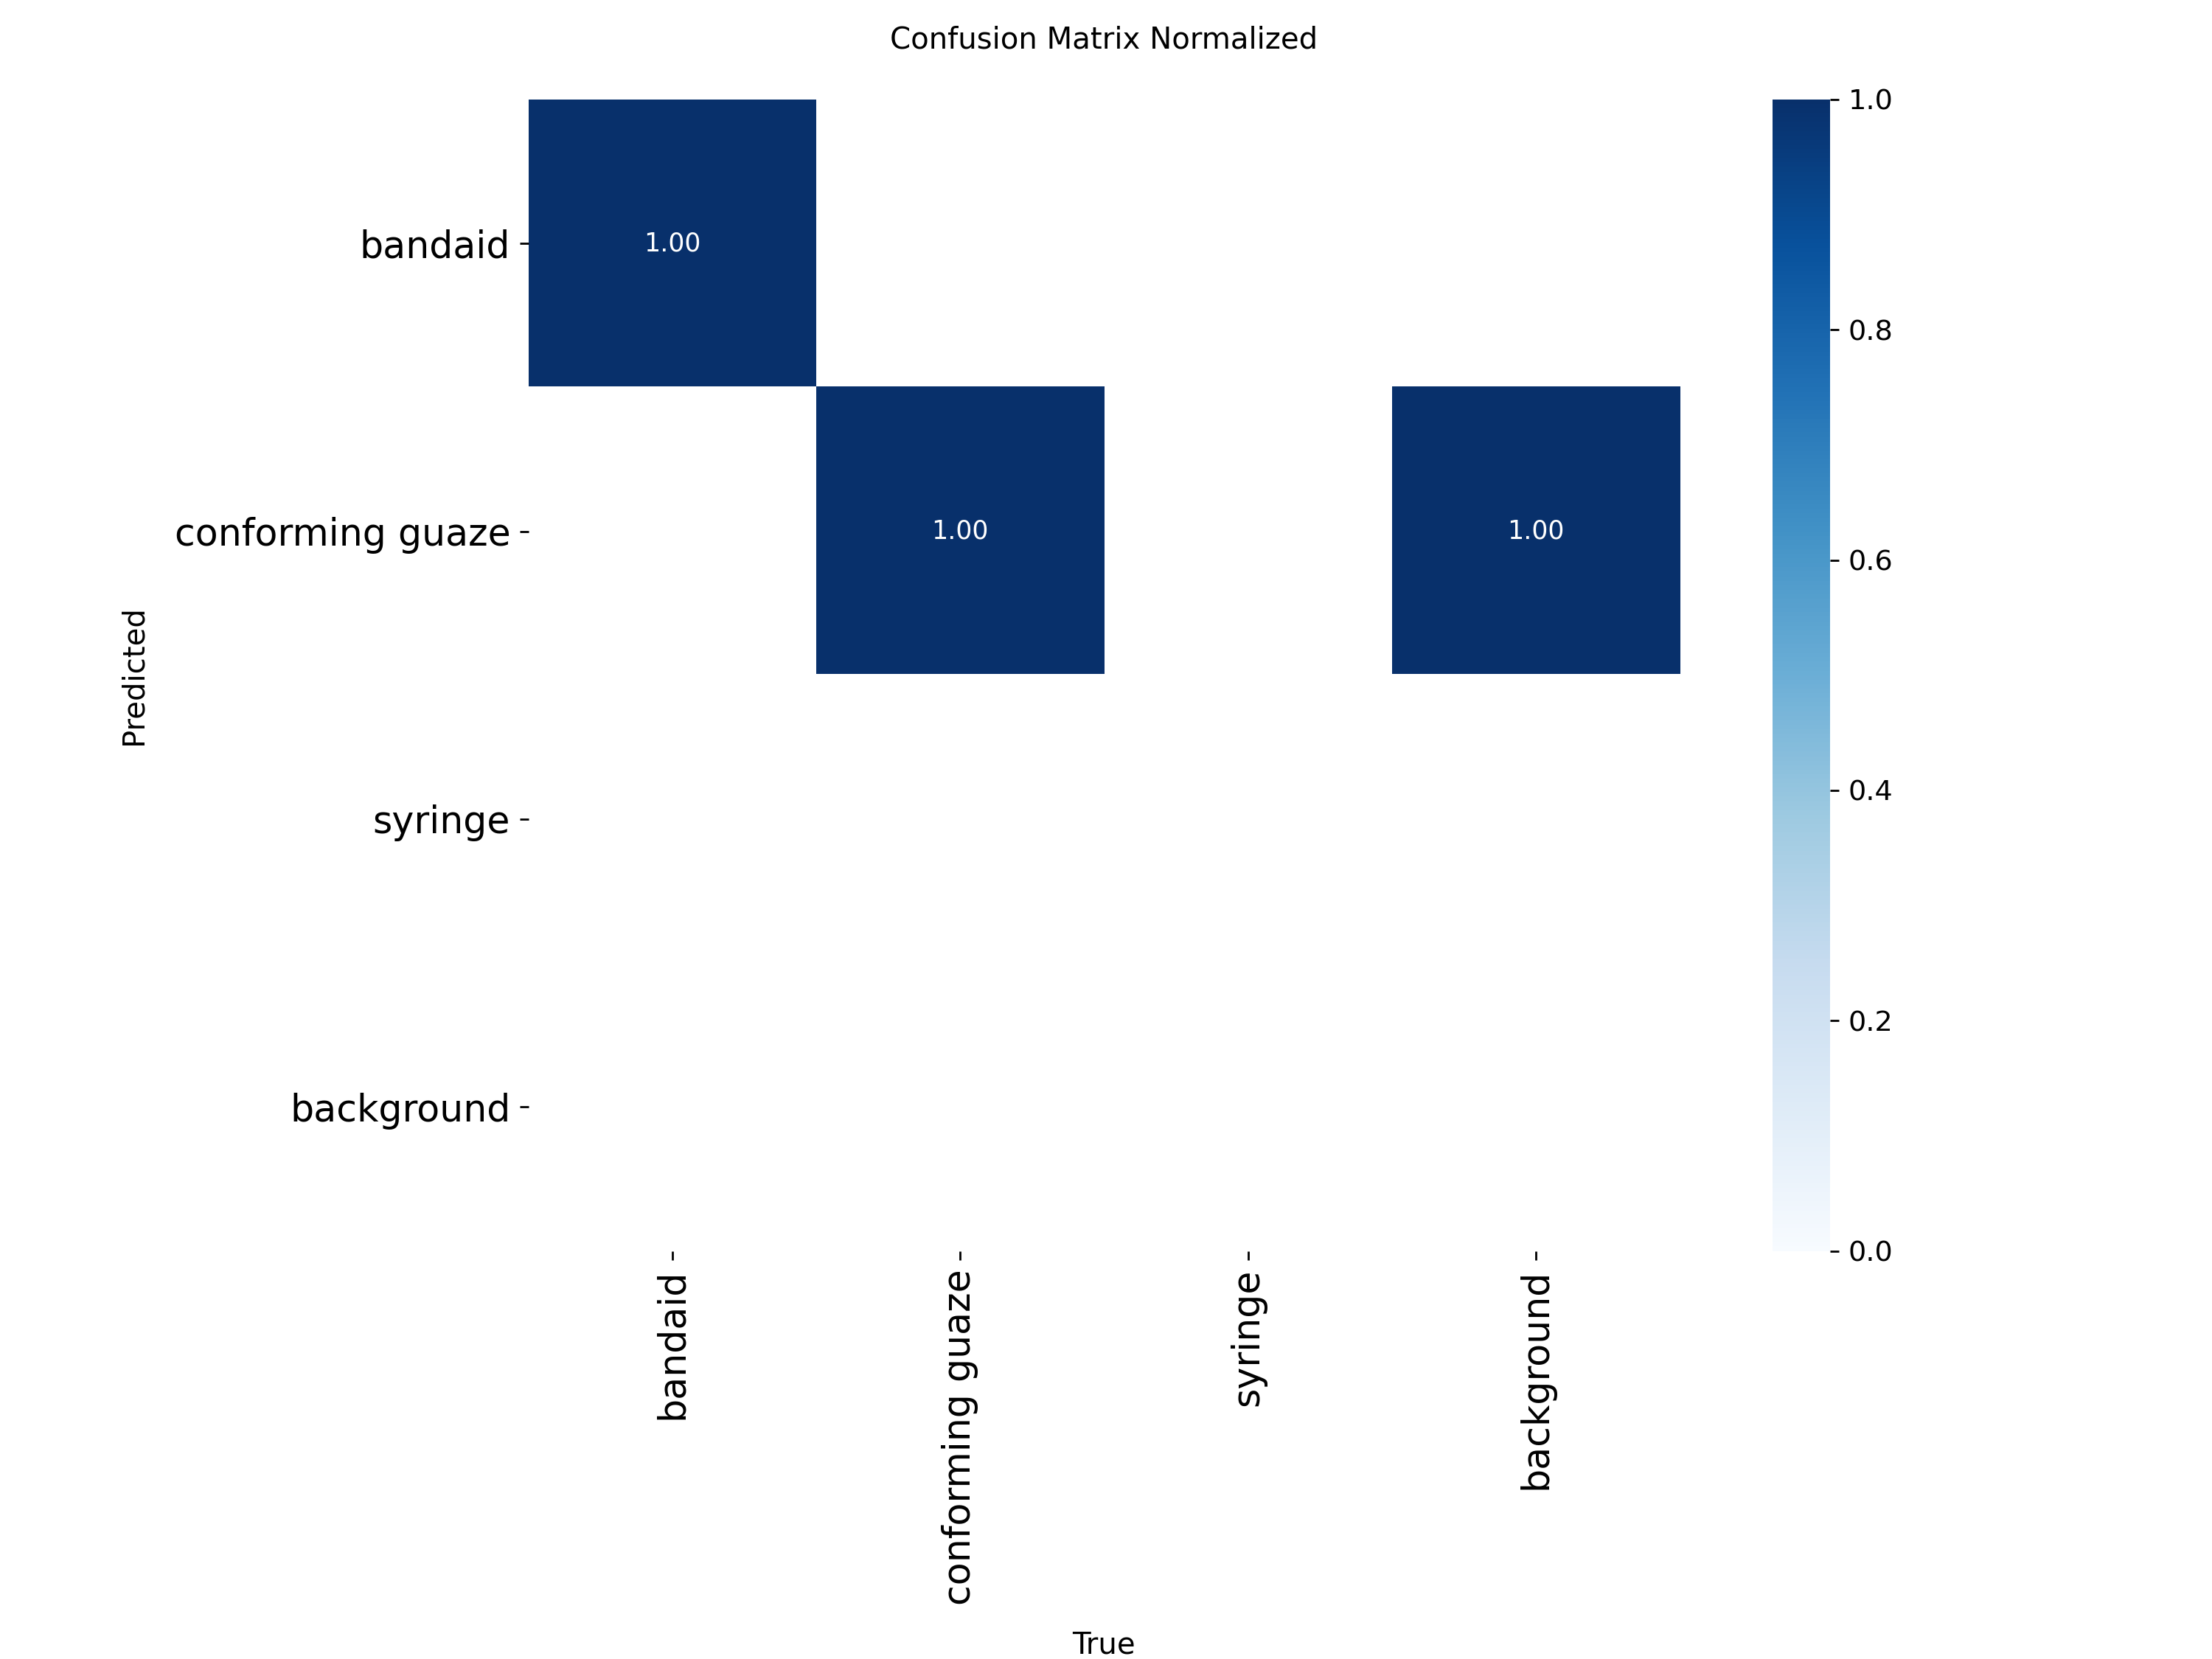 Confusion Matrix Normalized
Predicted
bandaid
conforming guaze
syringe
background
1.00
1.00
1.00
bandaid
conforming guaze
syringe
background
True
1.0
0.8
0.6
0.4
0.2
0.0